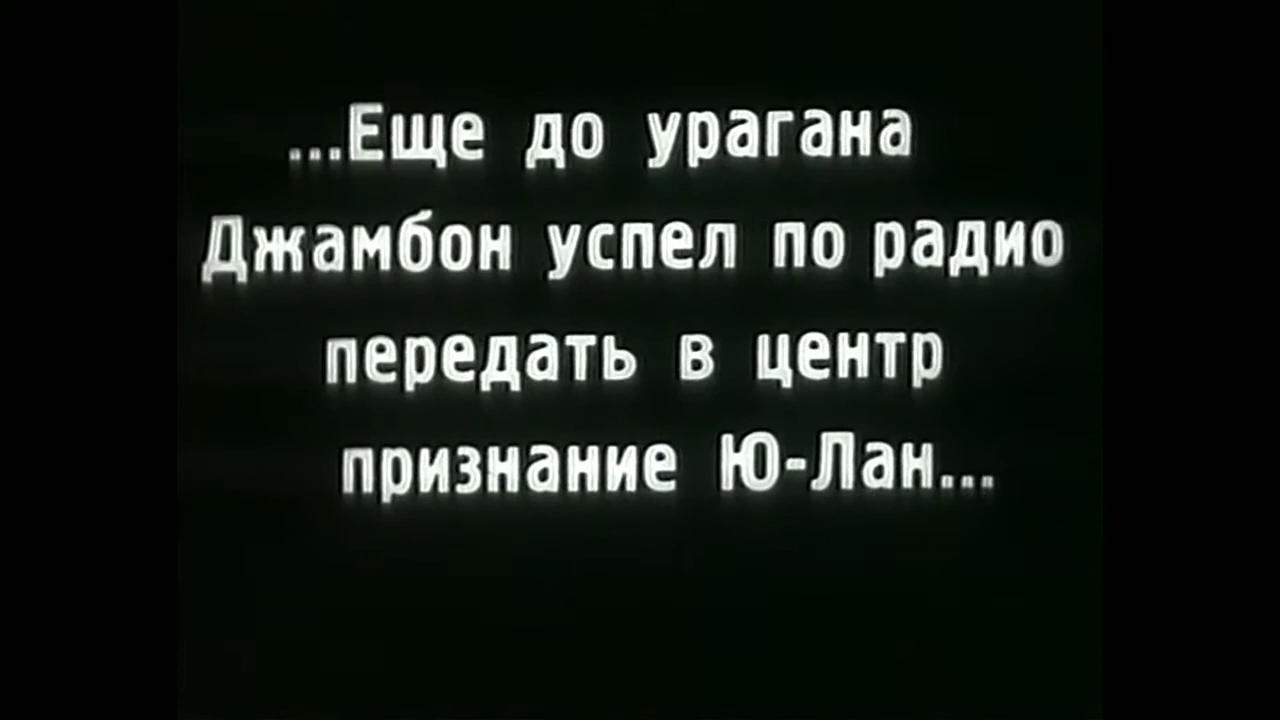 ...Еще до урагана
Джамбон успел по радио
передать в центр
признание Ю-Лан...